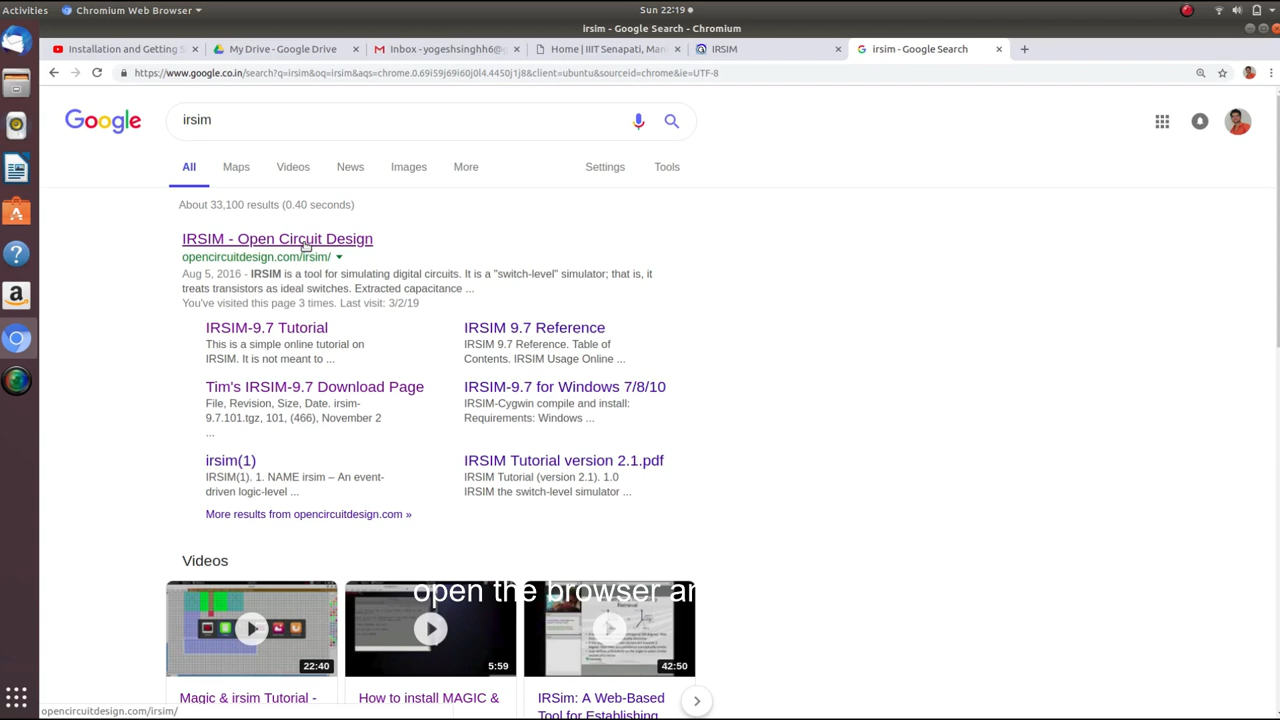 Activities
Chromium Web Browser
Sun 22:19
irsim - Google Search - Chromium
Installation and Getting S
My Drive - Google Drive
Inbox - yogeshsinghh6@g
Home | IIIT Senapati, Mani
IRSIM
irsim - Google Search
https://www.google.co.in/search?q=irsim&oq=irsim&aqs=chrome.0.69i59j69i60j0l4.4450j1j8&client=ubuntu&sourceid=chrome&ie=UTF-8
Google
irsim
All Maps Videos News Images More Settings Tools
About 33,100 results (0.40 seconds)
IRSIM - Open Circuit Design
opencircuitdesign.com/irsim/
Aug 5, 2016 - IRSIM is a tool for simulating digital circuits. It is a "switch-level" simulator; that is, it
treats transistors as ideal switches. Extracted capacitance ...
You've visited this page 3 times. Last visit: 3/2/19
IRSIM-9.7 Tutorial
This is a simple online tutorial on
IRSIM. It is not meant to ...
IRSIM 9.7 Reference
IRSIM 9.7 Reference. Table of
Contents. IRSIM Usage Online ...
Tim's IRSIM-9.7 Download Page
File, Revision, Size, Date. irsim-
9.7.101.tgz, 101, (466), November 2
...
IRSIM-9.7 for Windows 7/8/10
IRSIM-Cygwin compile and install:
Requirements: Windows ...
irsim(1)
IRSIM(1). 1. NAME irsim – An event-
driven logic-level ...
IRSIM Tutorial version 2.1.pdf
IRSIM Tutorial (version 2.1). 1.0
IRSIM the switch-level simulator ...
More results from opencircuitdesign.com »
Videos
open the browser an
22:40
5:59
42:50
Magic & irsim Tutorial -
How to install MAGIC &
IRSim: A Web-Based
Tool for Establishing
opencircuitdesign.com/irsim/